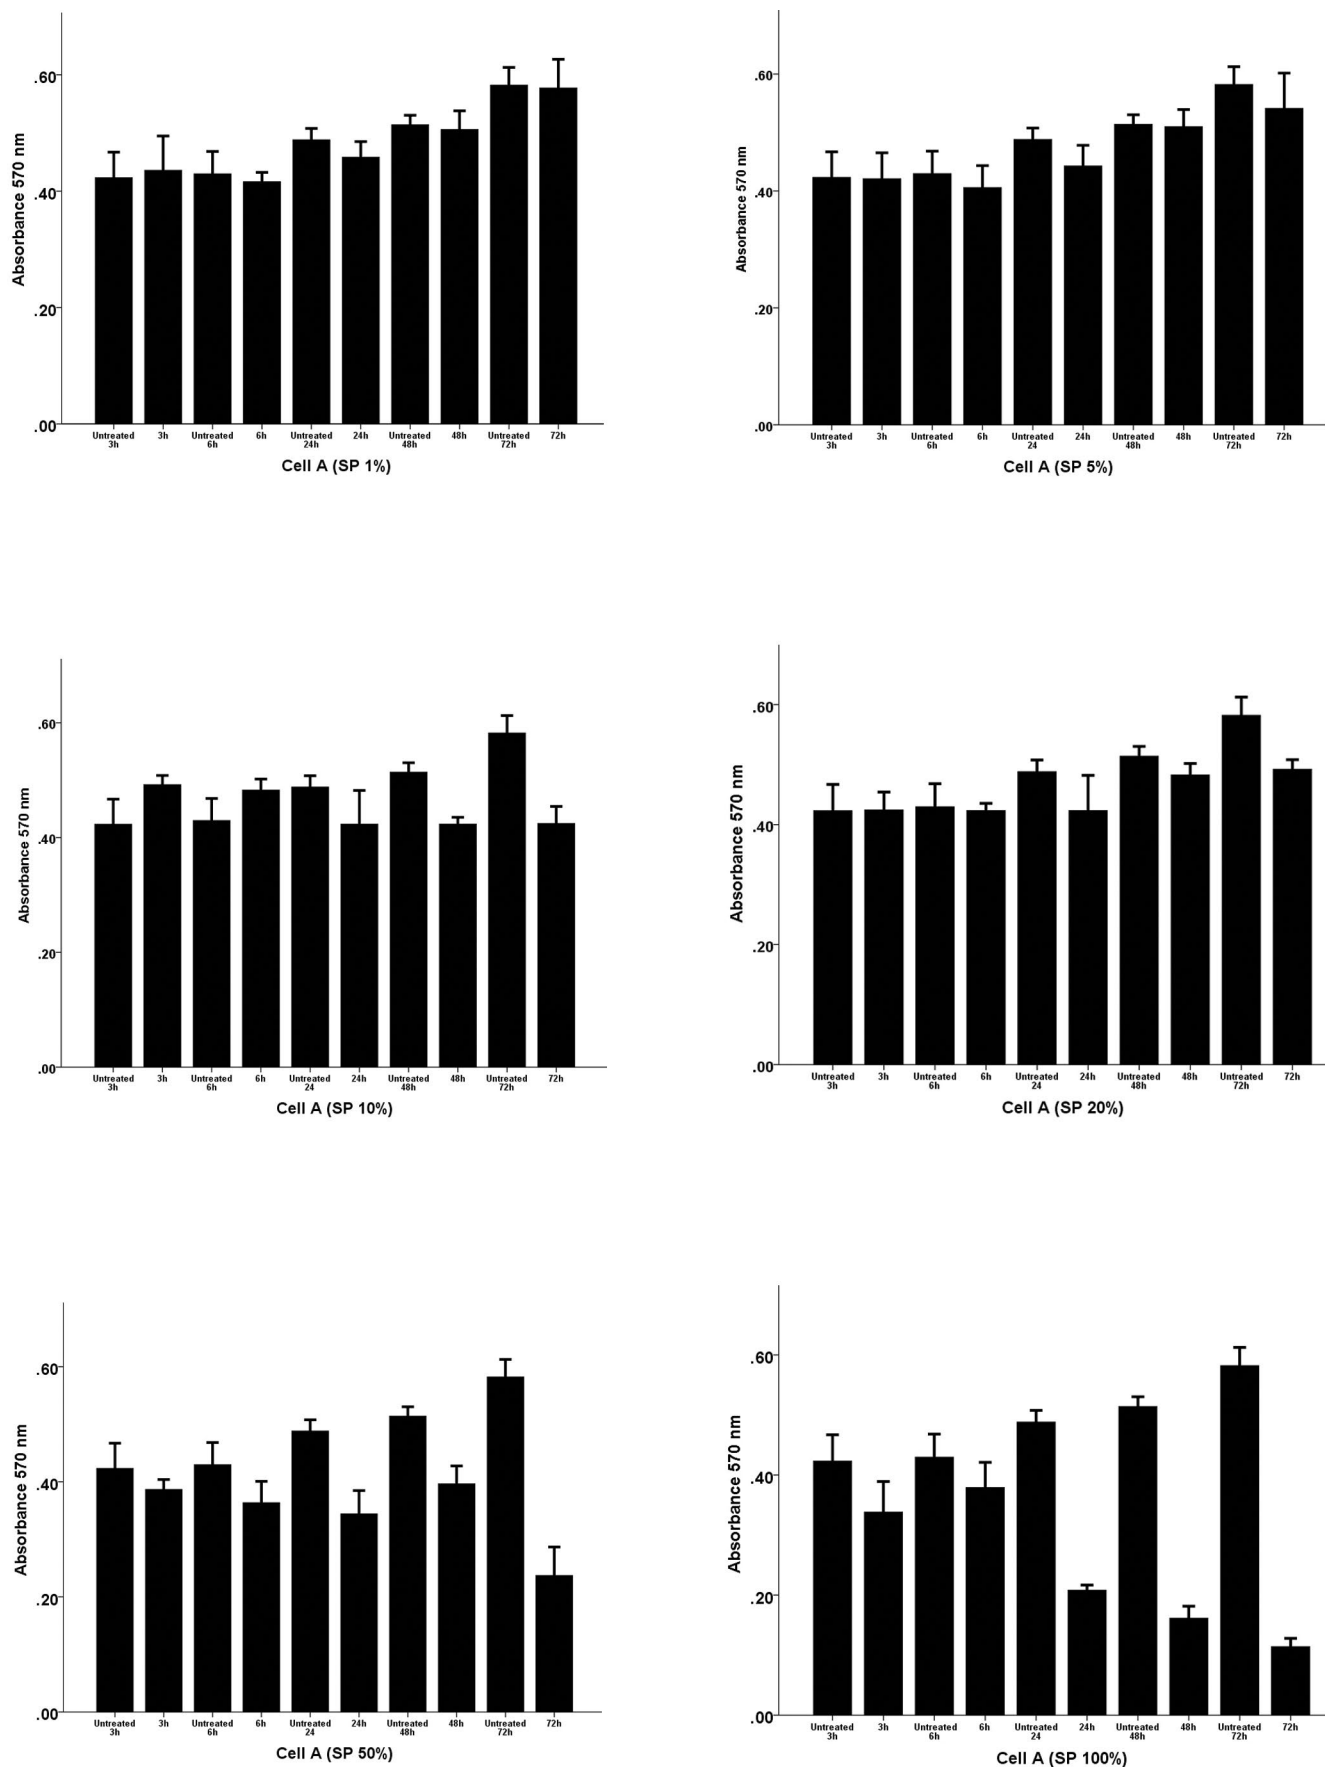 Absorbance 570 nm
.60
.40
.20
.00
Untreated 3h 3h Untreated 6h 6h Untreated 24h 24h Untreated 48h 48h Untreated 72h 72h
Cell A (SP 1%)
Absorbance 570 nm
.60
.40
.20
.00
Untreated 3h 3h Untreated 6h 6h Untreated 24 24h Untreated 48h 48h Untreated 72h 72h
Cell A (SP 5%)
Absorbance 570 nm
.60
.40
.20
.00
Untreated 3h 3h Untreated 6h 6h Untreated 24 24h Untreated 48h 48h Untreated 72h 72h
Cell A (SP 10%)
Absorbance 570 nm
.60
.40
.20
.00
Untreated 3h 3h Untreated 6h 6h Untreated 24 24h Untreated 48h 48h Untreated 72h 72h
Cell A (SP 20%)
Absorbance 570 nm
.60
.40
.20
.00
Untreated 3h 3h Untreated 6h 6h Untreated 24 24h Untreated 48h 48h Untreated 72h 72h
Cell A (SP 50%)
Absorbance 570 nm
.60
.40
.20
.00
Untreated 3h 3h Untreated 6h 6h Untreated 24 24h Untreated 48h 48h Untreated 72h 72h
Cell A (SP 100%)